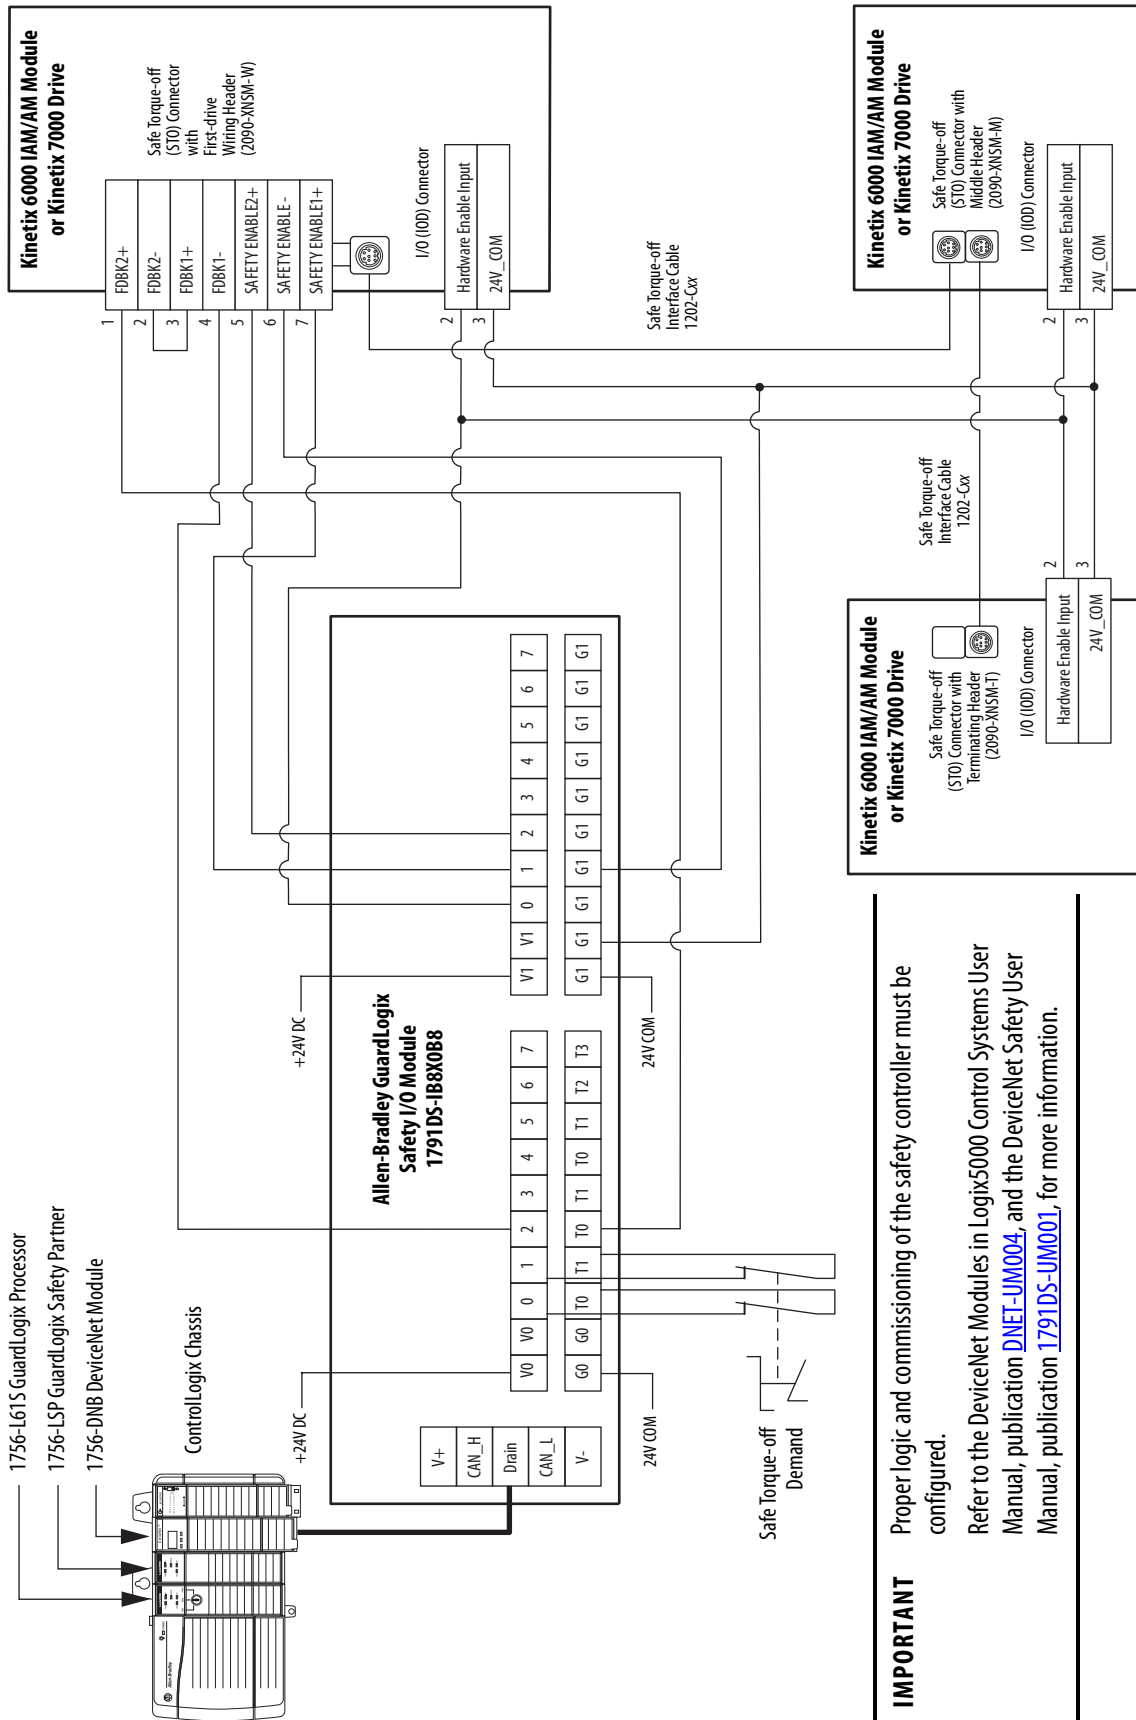 1756-L61S GuardLogix Processor
1756-LSP GuardLogix Safety Partner
1756-DNB DeviceNet Module
ControlLogix Chassis
Allen-Bradley
+24V DC
+24V DC
Allen-Bradley GuardLogix
Safety I/O Module
1791DS-IB8XOB8
V+
CAN_H
Drain
CAN_L
V-
V0 V0 0 1 2 3 4 5 6 7
G0 G0 T0 T1 T0 T1 T0 T1 T2 T3
V1 V1 0 1 2 3 4 5 6 7
G1 G1 G1 G1 G1 G1 G1 G1 G1 G1
24V COM
24V COM
Safe Torque-off
Demand
Kinetix 6000 IAM/AM Module
or Kinetix 7000 Drive
Safe Torque-off
(STO) Connector
with
First-drive
Wiring Header
(2090-XNSM-W)
1 FDBK2+
2 FDBK2-
3 FDBK1+
4 FDBK1-
5 SAFETY ENABLE2+
6 SAFETY ENABLE-
7 SAFETY ENABLE1+
I/O (IOD) Connector
2 Hardware Enable Input
3 24V_COM
Safe Torque-off
Interface Cable
1202-Cxx
Kinetix 6000 IAM/AM Module
or Kinetix 7000 Drive
Safe Torque-off
(STO) Connector with
Middle Header
(2090-XNSM-M)
I/O (IOD) Connector
2 Hardware Enable Input
3 24V_COM
Safe Torque-off
Interface Cable
1202-Cxx
Kinetix 6000 IAM/AM Module
or Kinetix 7000 Drive
Safe Torque-off
(STO) Connector with
Terminating Header
(2090-XNSM-T)
I/O (IOD) Connector
2 Hardware Enable Input
3 24V_COM
IMPORTANT
Proper logic and commissioning of the safety controller must be
configured.
Refer to the DeviceNet Modules in Logix5000 Control Systems User
Manual, publication DNET-UM004, and the DeviceNet Safety User
Manual, publication 1791DS-UM001, for more information.